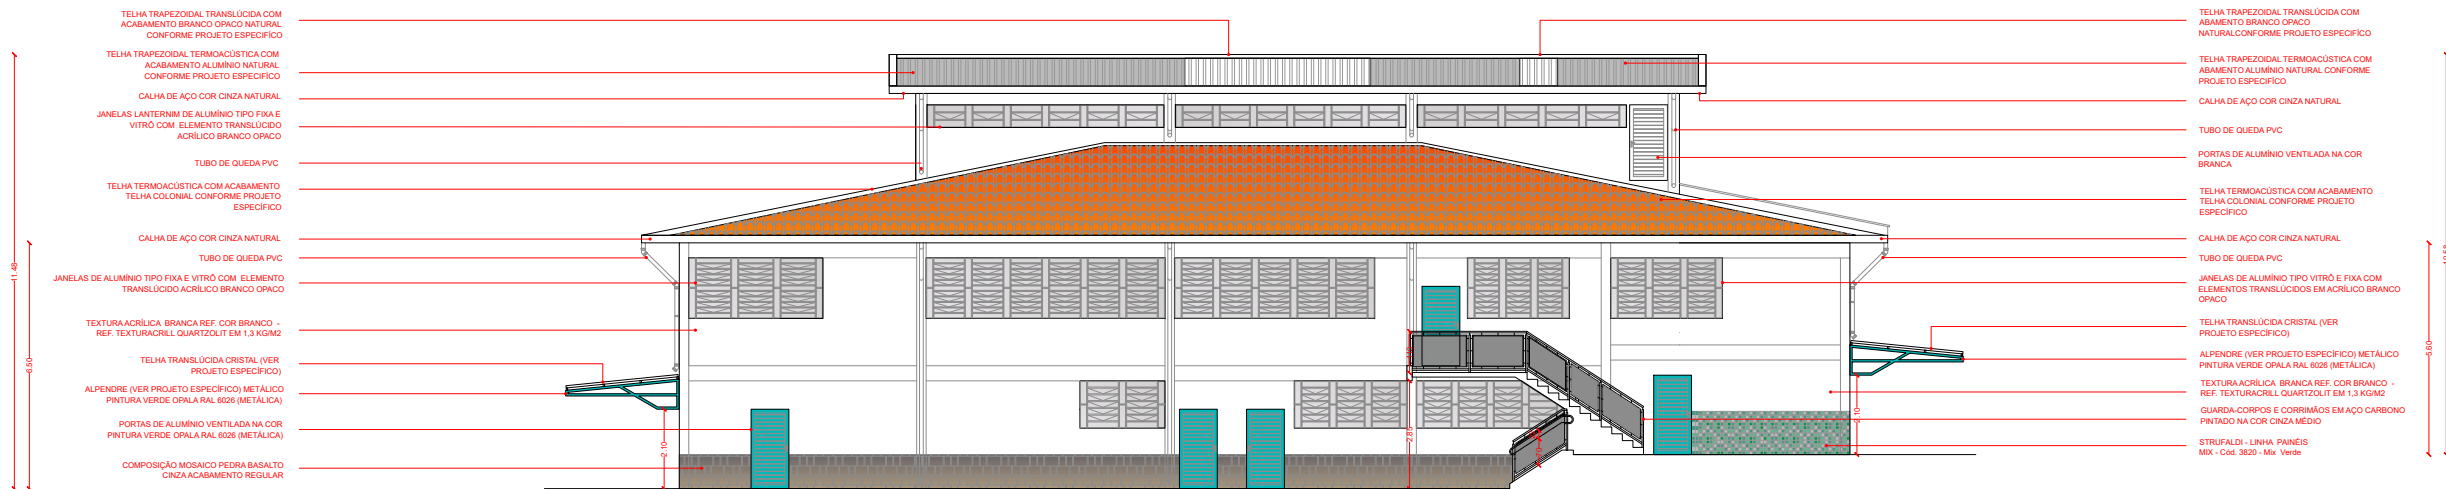 TELHA TRAPEZOIDAL TRANSLÚCIDA COM
ACABAMENTO BRANCO OPACO NATURAL
CONFORME PROJETO ESPECIFÍCO
TELHA TRAPEZOIDAL TERMOACÚSTICA COM
ACABAMENTO ALUMÍNIO NATURAL
CONFORME PROJETO ESPECIFÍCO
CALHA DE AÇO COR CINZA NATURAL
JANELAS LANTERNIM DE ALUMÍNIO TIPO FIXA E
VITRÔ COM ELEMENTO TRANSLÚCIDO
ACRÍLICO BRANCO OPACO
TUBO DE QUEDA PVC
TELHA TERMOACÚSTICA COM ACABAMENTO
TELHA COLONIAL CONFORME PROJETO
ESPECÍFICO
CALHA DE AÇO COR CINZA NATURAL
TUBO DE QUEDA PVC
JANELAS DE ALUMÍNIO TIPO FIXA E VITRÔ COM ELEMENTO
TRANSLÚCIDO ACRÍLICO BRANCO OPACO
TEXTURA ACRÍLICA BRANCA REF. COR BRANCO -
REF. TEXTURACRILL QUARTZOLIT EM 1,3 KG/M2
TELHA TRANSLÚCIDA CRISTAL (VER
PROJETO ESPECÍFICO)
ALPENDRE (VER PROJETO ESPECÍFICO) METÁLICO
PINTURA VERDE OPALA RAL 6026 (METÁLICA)
PORTAS DE ALUMÍNIO VENTILADA NA COR
PINTURA VERDE OPALA RAL 6026 (METÁLICA)
COMPOSIÇÃO MOSAICO PEDRA BASALTO
CINZA ACABAMENTO REGULAR
11.48
6.50
2.10
2.85
2.10
5.60
10.58
TELHA TRAPEZOIDAL TRANSLÚCIDA COM
ABAMENTO BRANCO OPACO
NATURALCONFORME PROJETO ESPECIFÍCO
TELHA TRAPEZOIDAL TERMOACÚSTICA COM
ABAMENTO ALUMÍNIO NATURAL CONFORME
PROJETO ESPECIFÍCO
CALHA DE AÇO COR CINZA NATURAL
TUBO DE QUEDA PVC
PORTAS DE ALUMÍNIO VENTILADA NA COR
BRANCA
TELHA TERMOACÚSTICA COM ACABAMENTO
TELHA COLONIAL CONFORME PROJETO
ESPECÍFICO
CALHA DE AÇO COR CINZA NATURAL
TUBO DE QUEDA PVC
JANELAS DE ALUMÍNIO TIPO VITRÔ E FIXA COM
ELEMENTOS TRANSLÚCIDOS EM ACRÍLICO BRANCO
OPACO
TELHA TRANSLÚCIDA CRISTAL (VER
PROJETO ESPECÍFICO)
ALPENDRE (VER PROJETO ESPECÍFICO) METÁLICO
PINTURA VERDE OPALA RAL 6026 (METÁLICA)
TEXTURA ACRÍLICA BRANCA REF. COR BRANCO -
REF. TEXTURACRILL QUARTZOLIT EM 1,3 KG/M2
GUARDA-CORPOS E CORRIMÃOS EM AÇO CARBONO
PINTADO NA COR CINZA MÉDIO
STRUFALDI - LINHA PAINÉIS
MIX - Cód. 3820 - Mix Verde